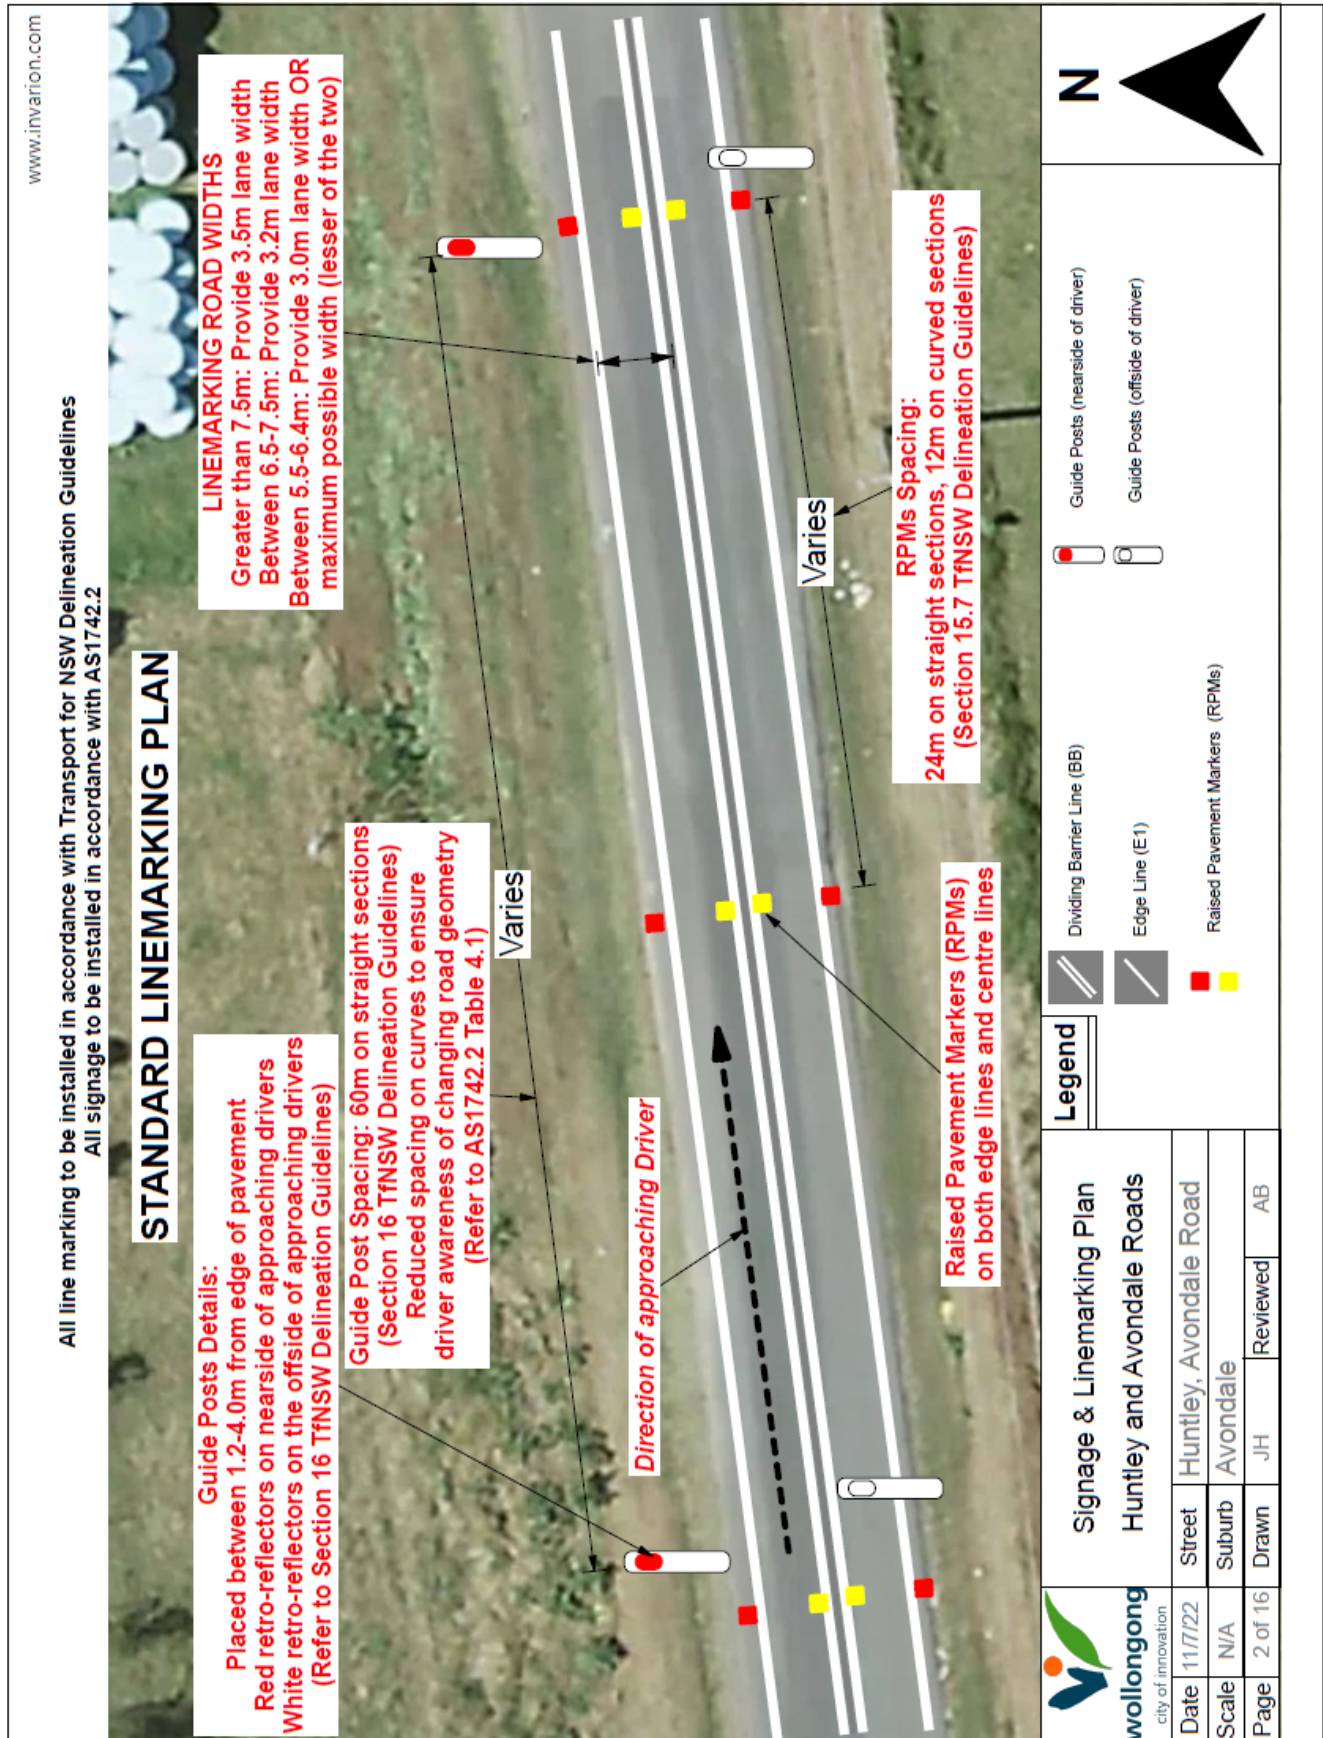 www.invarion.com
All line marking to be installed in accordance with Transport for NSW Delineation Guidelines
All signage to be installed in accordance with AS1742.2
STANDARD LINEMARKING PLAN
Guide Posts Details:
Placed between 1.2-4.0m from edge of pavement
Red retro-reflectors on nearside of approaching drivers
White retro-reflectors on the offside of approaching drivers
(Refer to Section 16 TfNSW Delineation Guidelines)
Guide Post Spacing: 60m on straight sections
(Section 16 TfNSW Delineation Guidelines)
Reduced spacing on curves to ensure
driver awareness of changing road geometry
(Refer to AS1742.2 Table 4.1)
LINEMARKING ROAD WIDTHS
Greater than 7.5m: Provide 3.5m lane width
Between 6.5-7.5m: Provide 3.2m lane width
Between 5.5-6.4m: Provide 3.0m lane width OR
maximum possible width (lesser of the two)
Varies
Direction of approaching Driver
Varies
RPMs Spacing:
24m on straight sections, 12m on curved sections
(Section 15.7 TfNSW Delineation Guidelines)
Raised Pavement Markers (RPMs)
on both edge lines and centre lines
wollongong
city of innovation
Signage & Linemarking Plan
Huntley and Avondale Roads
Date 11/7/22 Street Huntley, Avondale Road
Scale N/A Suburb Avondale
Page 2 of 16 Drawn JH Reviewed AB
Legend
Dividing Barrier Line (BB)
Edge Line (E1)
Raised Pavement Markers (RPMs)
Guide Posts (nearside of driver)
Guide Posts (offside of driver)
N